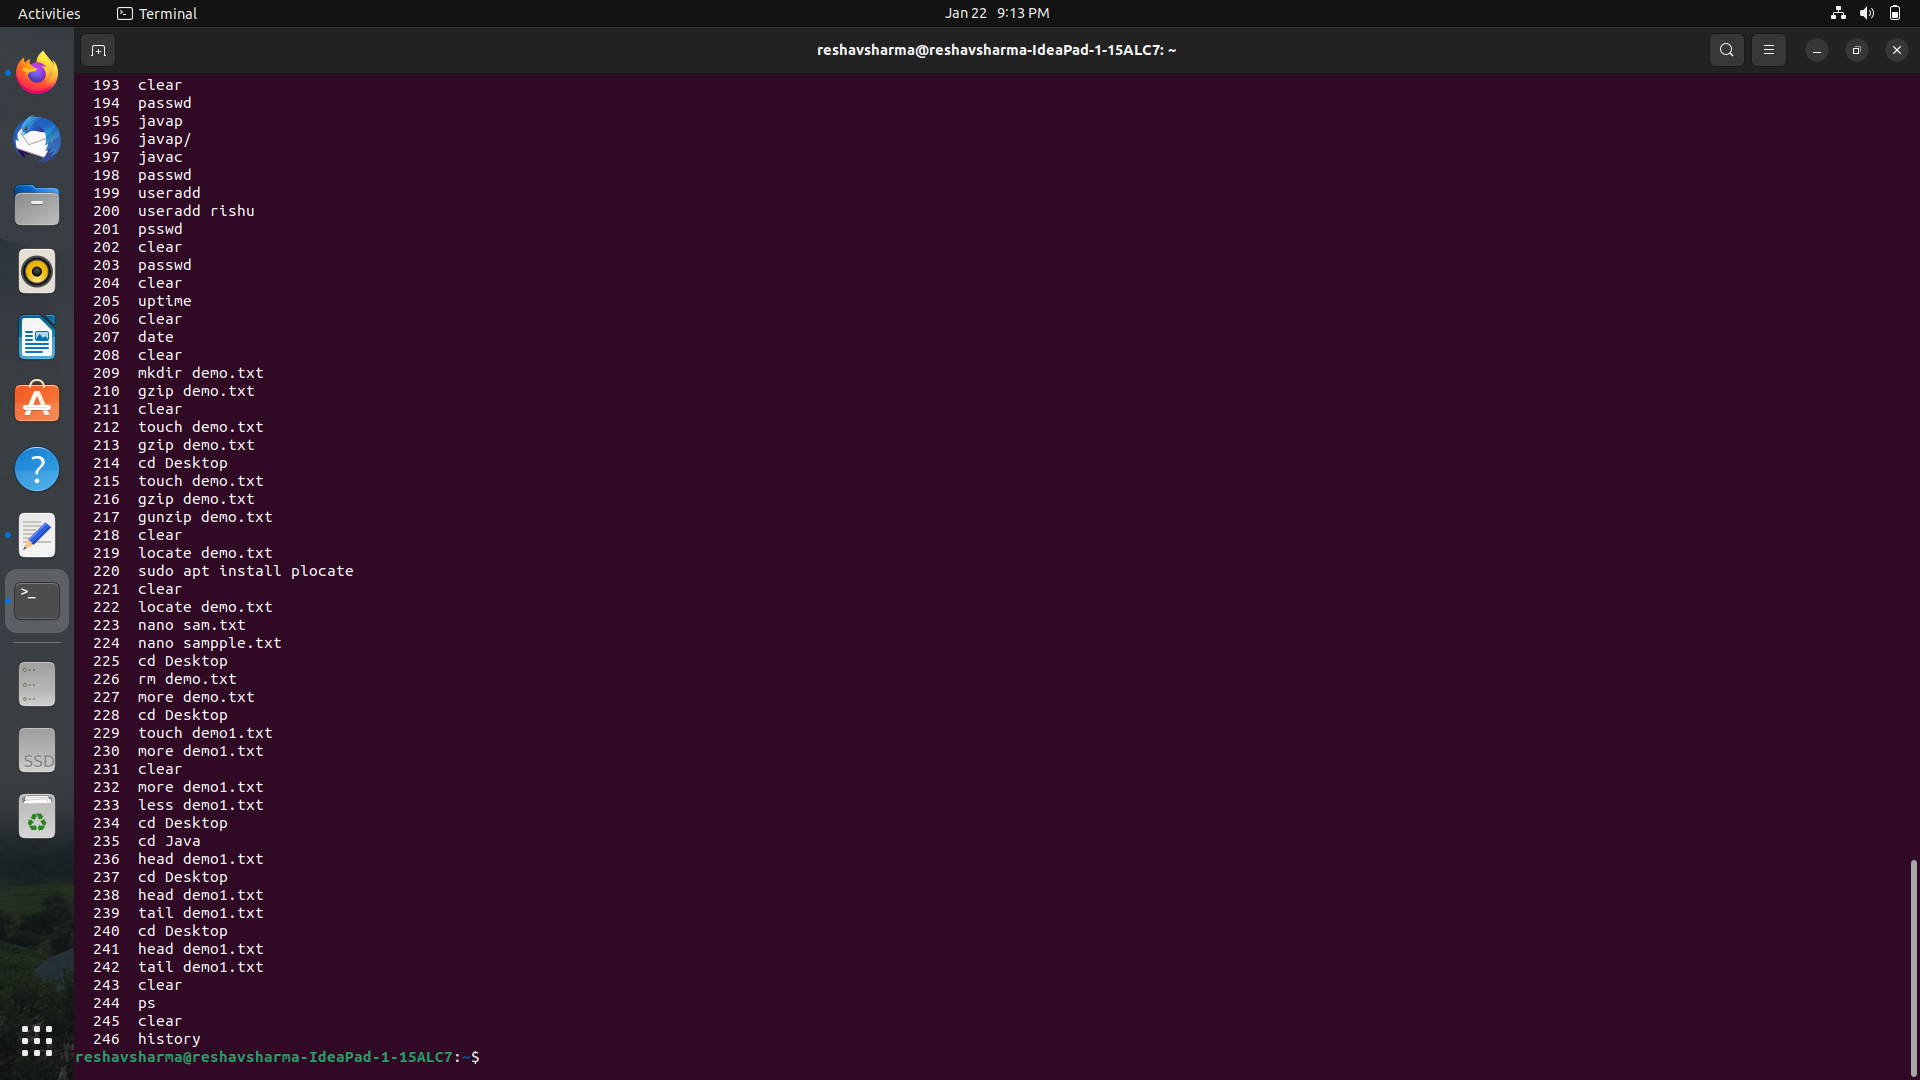 Activities Terminal Jan 22 9:13 PM
reshavsharma@reshavsharma-IdeaPad-1-15ALC7: ~
193 clear
194 passwd
195 javap
196 javap/
197 javac
198 passwd
199 useradd
200 useradd rishu
201 psswd
202 clear
203 passwd
204 clear
205 uptime
206 clear
207 date
208 clear
209 mkdir demo.txt
210 gzip demo.txt
211 clear
212 touch demo.txt
213 gzip demo.txt
214 cd Desktop
215 touch demo.txt
216 gzip demo.txt
217 gunzip demo.txt
218 clear
219 locate demo.txt
220 sudo apt install plocate
221 clear
222 locate demo.txt
223 nano sam.txt
224 nano sampple.txt
225 cd Desktop
226 rm demo.txt
227 more demo.txt
228 cd Desktop
229 touch demo1.txt
230 more demo1.txt
231 clear
232 more demo1.txt
233 less demo1.txt
234 cd Desktop
235 cd Java
236 head demo1.txt
237 cd Desktop
238 head demo1.txt
239 tail demo1.txt
240 cd Desktop
241 head demo1.txt
242 tail demo1.txt
243 clear
244 ps
245 clear
246 history
reshavsharma@reshavsharma-IdeaPad-1-15ALC7:~$
SSD